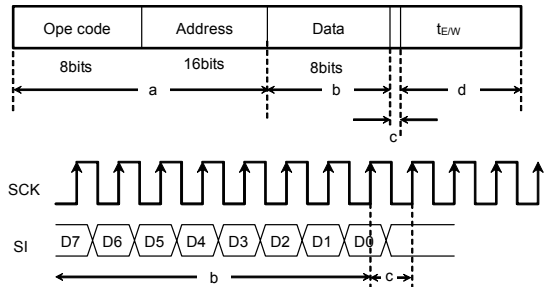 Ope code Address Data tE/W
8bits 16bits 8bits
a b d
c
SCK
SI D7 D6 D5 D4 D3 D2 D1 D0
b c